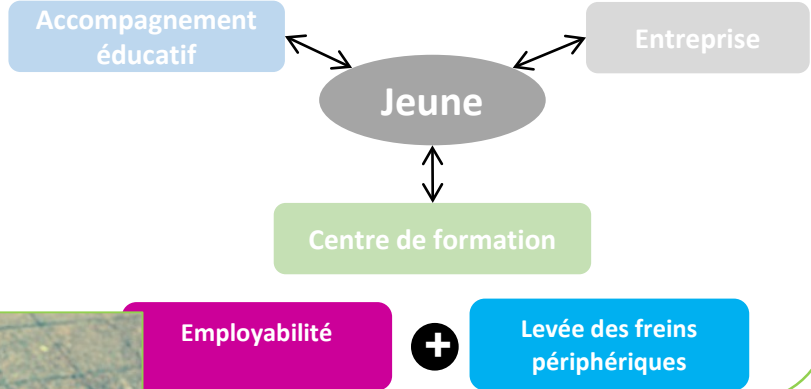 Accompagnement
éducatif
Entreprise
Jeune
Centre de formation
Employabilité
+
Levée des freins
périphériques